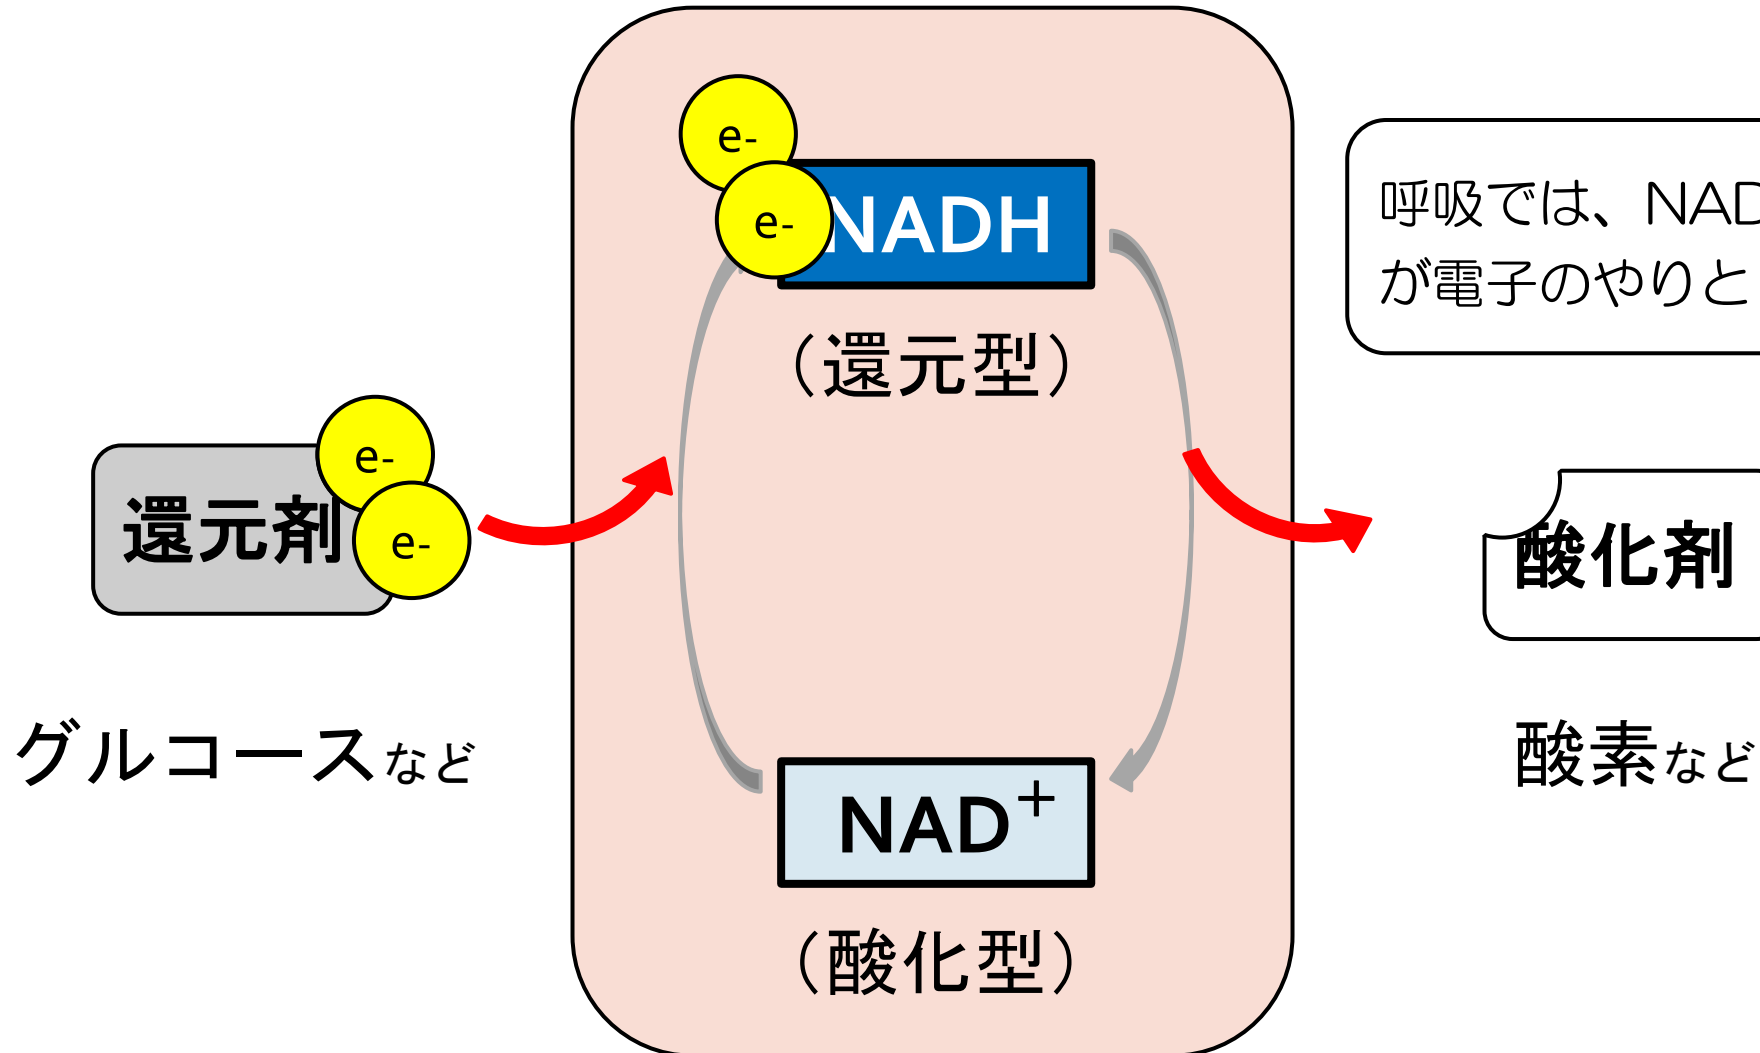 e-
e-
NADH
（還元型）
呼吸では、NAD
が電子のやりと
e-
e-
還元剤
酸化剤
グルコースなど
酸素など
NAD⁺
（酸化型）